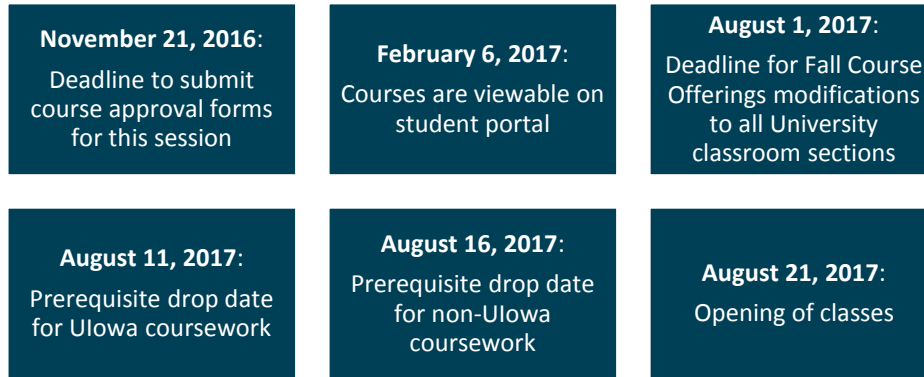 November 21, 2016:
Deadline to submit
course approval forms
for this session
February 6, 2017:
Courses are viewable on
student portal
August 1, 2017:
Deadline for Fall Course
Offerings modifications
to all University
classroom sections
August 11, 2017:
Prerequisite drop date
for UIowa coursework
August 16, 2017:
Prerequisite drop date
for non-UIowa
coursework
August 21, 2017:
Opening of classes